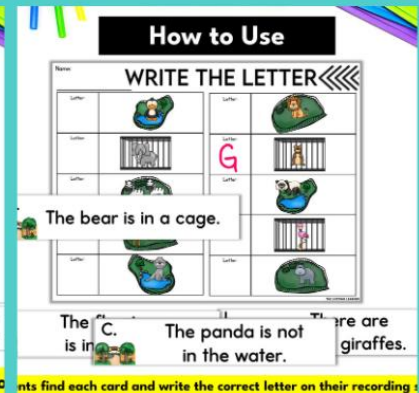 How to Use
Name:
WRITE THE LETTER
Letter
Letter
Letter
Letter
G
Letter
Letter
Letter
Letter
Letter
The bear is in a cage.
The
is in
C.
The panda is not
in the water.
There are
giraffes.
find each card and write the correct letter on their recording